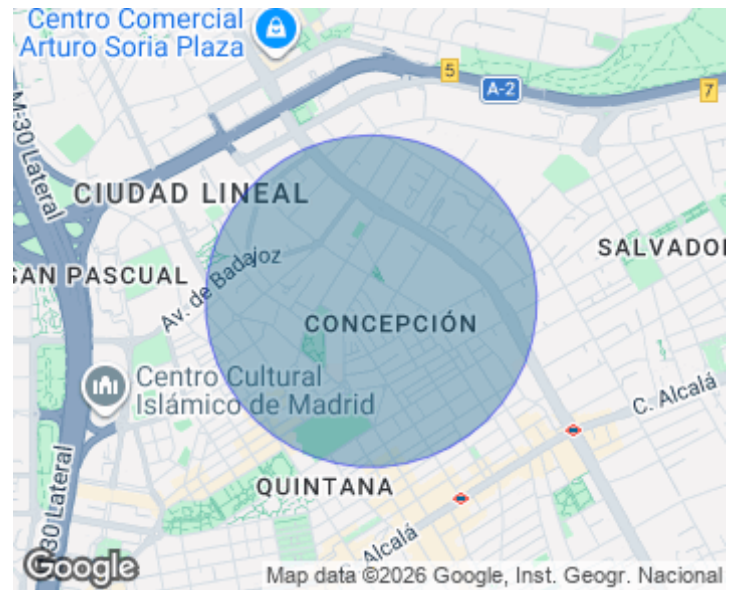 Centro Comercial
Arturo Soria Plaza
5
A-2
7
M-30 Lateral
CIUDAD LINEAL
SALVADOR
SAN PASCUAL
Av. de Badajoz
CONCEPCIÓN
Centro Cultural
Islámico de Madrid
C. Alcalá
QUINTANA
M-30 Lateral
C. Alcalá
Google
Map data ©2026 Google, Inst. Geogr. Nacional